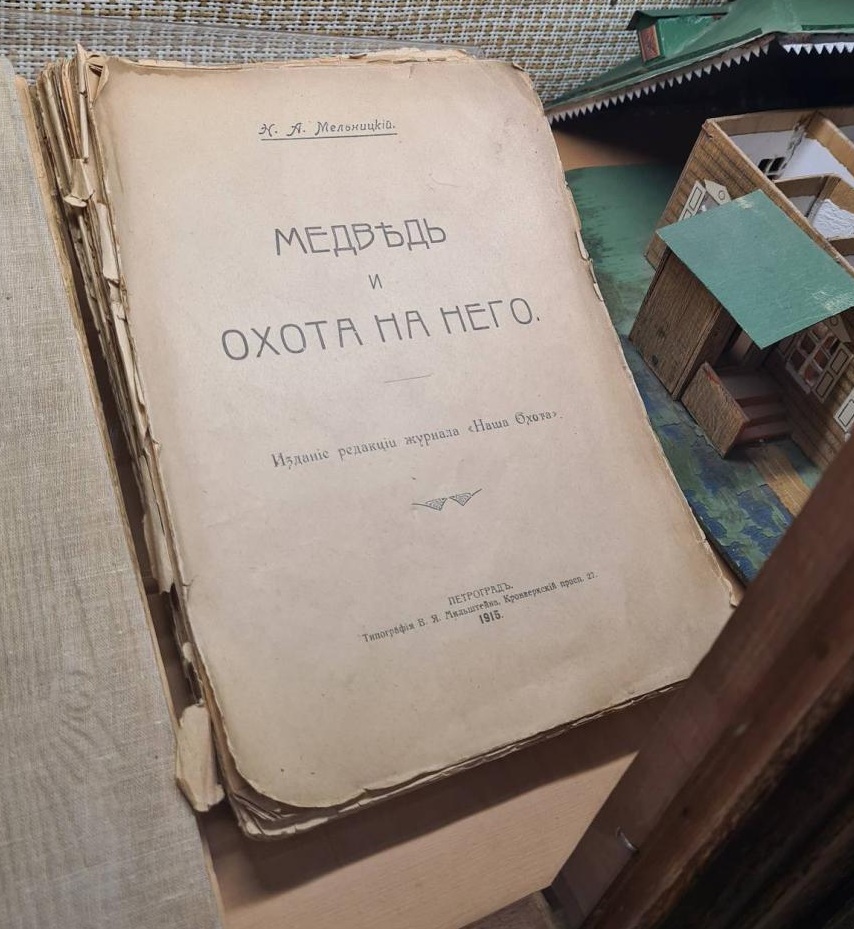 Н. А. Мельницкій.
МЕДВѢДЬ
И
ОХОТА НА НЕГО.
Изданіе редакціи журнала «Наша Охота».
ПЕТРОГРАДЪ.
Типографія В. Я. Мильштейна, Кронверкскій просп. 27.
1915.